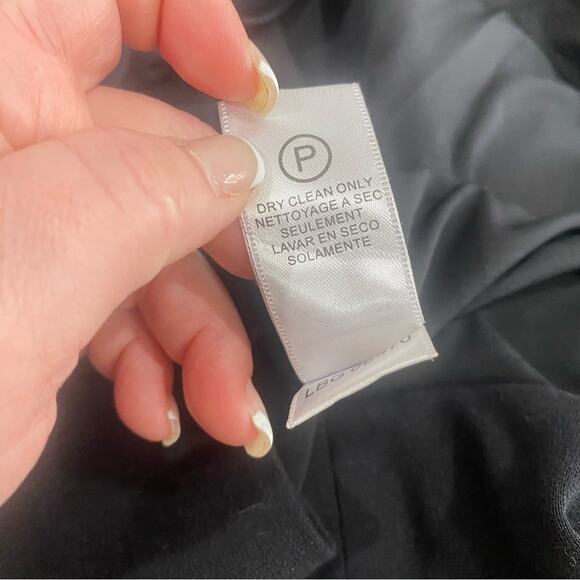 P
DRY CLEAN ONLY
NETTOYAGE A SEC
SEULEMENT
LAVAR EN SECO
SOLAMENTE